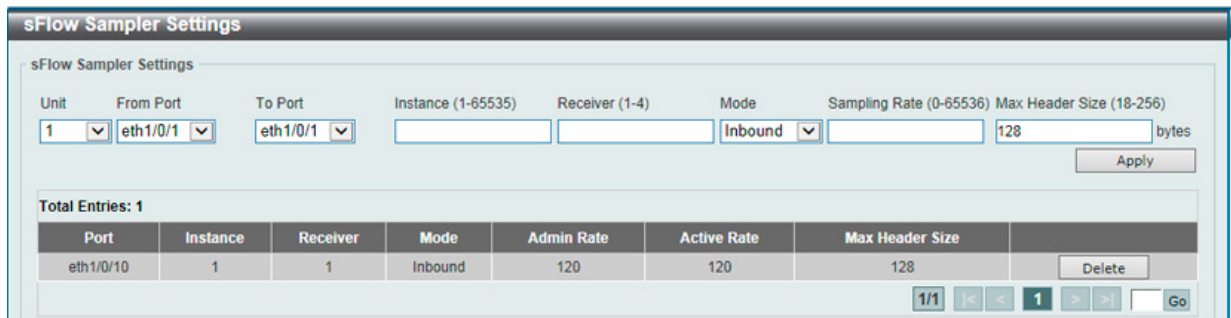 sFlow Sampler Settings
sFlow Sampler Settings
Unit From Port To Port Instance (1-65535) Receiver (1-4) Mode Sampling Rate (0-65536) Max Header Size (18-256)
1 eth1/0/1 eth1/0/1 Inbound 128 bytes
Apply
Total Entries: 1
Port Instance Receiver Mode Admin Rate Active Rate Max Header Size
eth1/0/10 1 1 Inbound 120 120 128 Delete
1/1 |< < 1 > >| Go